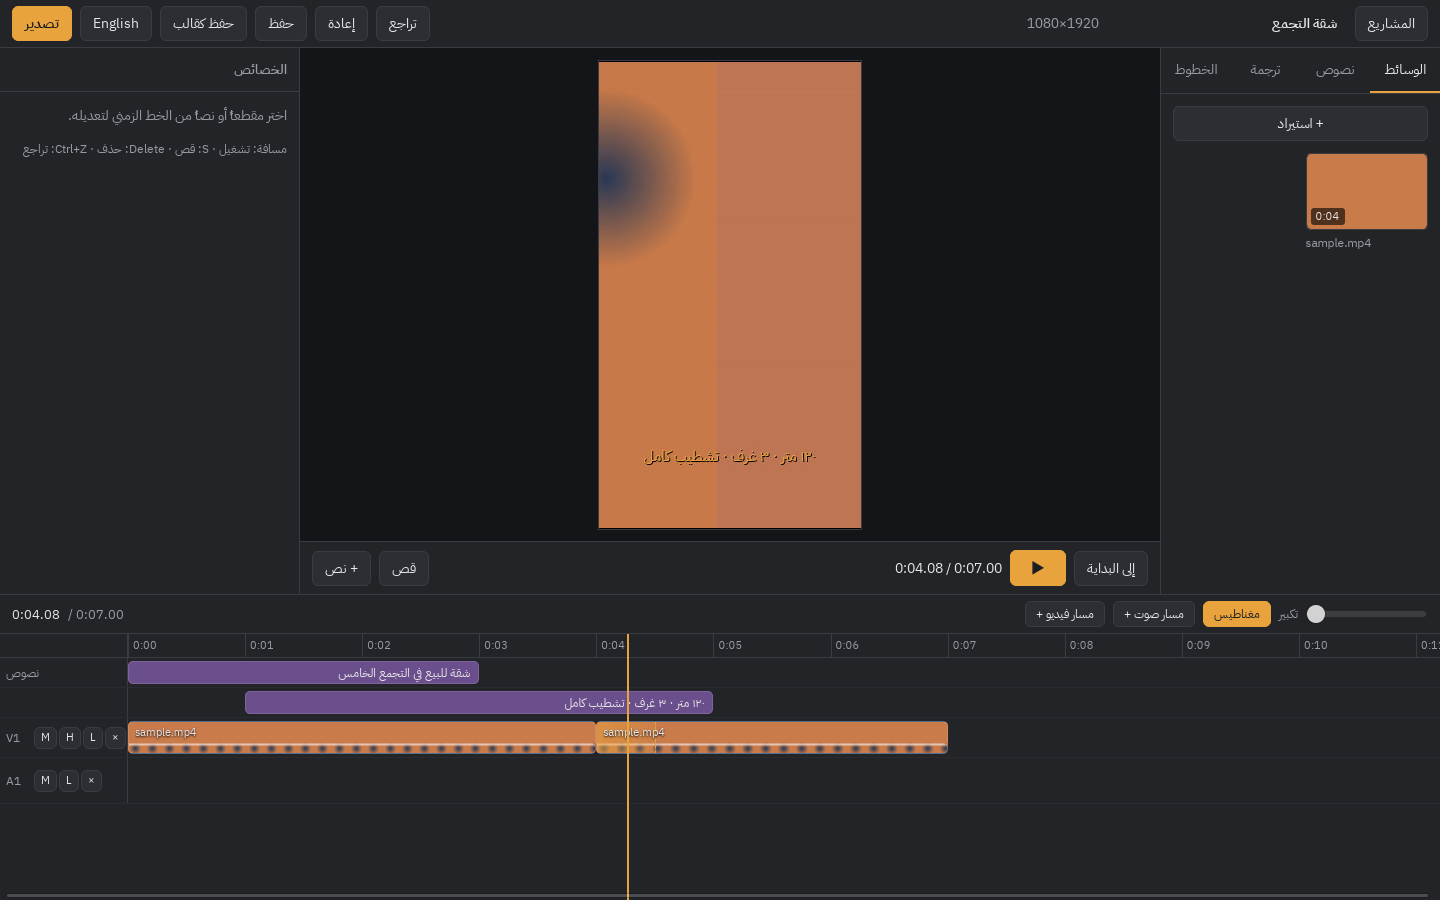 المشاريع
شقة التجمع
1080×1920
تراجع
إعادة
حفظ
حفظ كقالب
English
تصدير
الوسائط
نصوص
ترجمة
الخطوط
+ استيراد
0:04
sample.mp4
الخصائص
اختر مقطعًا أو نصًا من الخط الزمني لتعديله.
مسافة: تشغيل · S: قص · Delete: حذف · Ctrl+Z: تراجع
١٢٠ متر · ٣ غرف · تشطيب كامل
إلى البداية
0:04.08 / 0:07.00
قص
+ نص
تكبير
مغناطيس
مسار صوت +
مسار فيديو +
0:04.08 / 0:07.00
0:00 0:01 0:02 0:03 0:04 0:05 0:06 0:07 0:08 0:09 0:10
نصوص
شقة للبيع في التجمع الخامس
١٢٠ متر · ٣ غرف · تشطيب كامل
V1 M H L ×
sample.mp4
sample.mp4
A1 M L ×